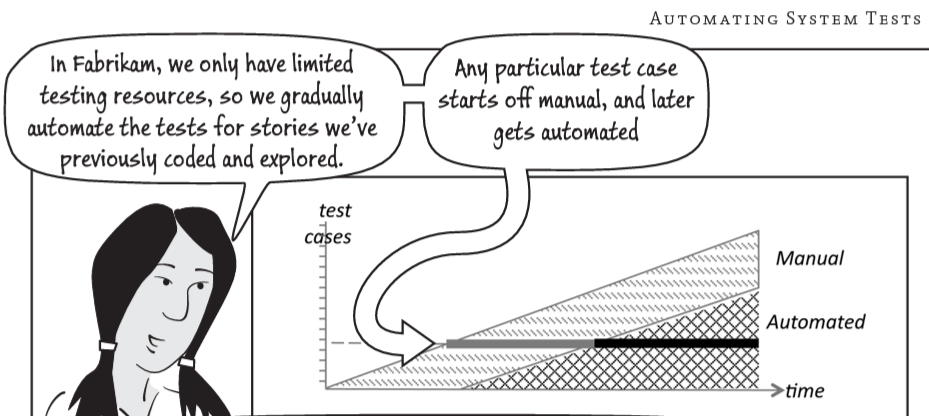 AUTOMATING SYSTEM TESTS
In Fabrikam, we only have limited
testing resources, so we gradually
automate the tests for stories we've
previously coded and explored.
Any particular test case
starts off manual, and later
gets automated
test
cases
Manual
Automated
time